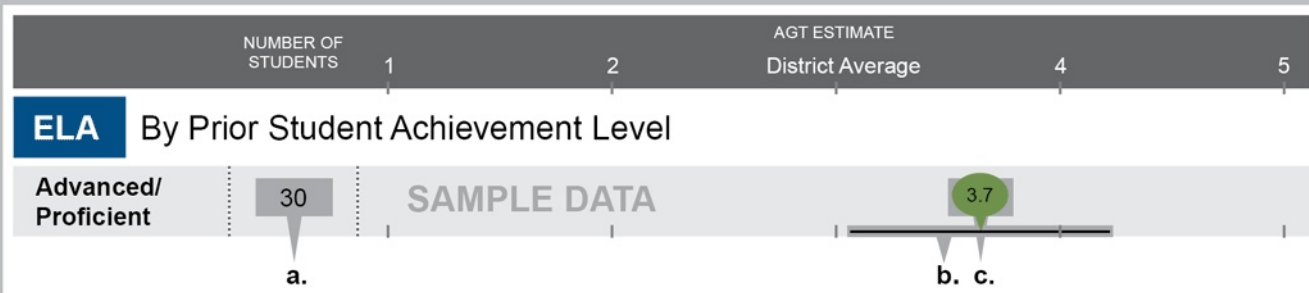 NUMBER OF
STUDENTS
AGT ESTIMATE
1 2 District Average 4 5
ELA By Prior Student Achievement Level
Advanced/
Proficient
30 SAMPLE DATA 3.7
a. b. c.